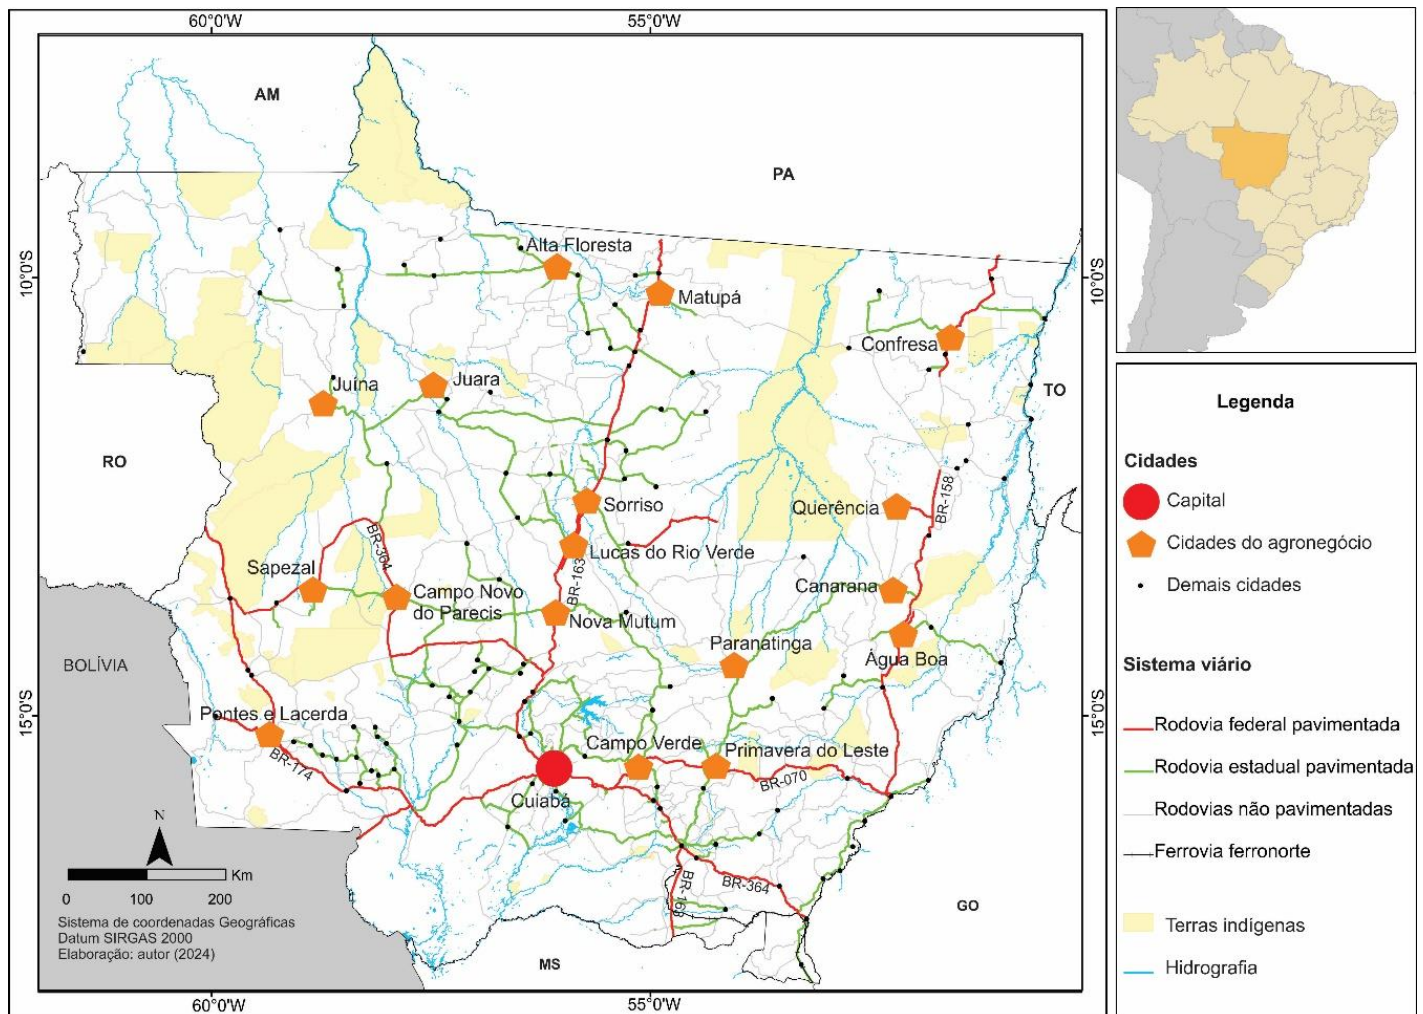 60°0'W
55°0'W
AM
PA
10°0'S
10°0'S
Alta Floresta
Matupá
Confresa
Juína
Juara
TO
RO
Sorriso
Querência
BR-158
Lucas do Rio Verde
BR-364
BR-163
Sapezal
Campo Novo
do Parecis
Nova Mutum
Canarana
Paranatinga
Água Boa
BOLÍVIA
15°0'S
15°0'S
Pontes e Lacerda
BR-174
Campo Verde
Primavera do Leste
BR-070
Cuiabá
N
0 100 200 Km
BR-364
BR-163
GO
MS
Sistema de coordenadas Geográficas
Datum SIRGAS 2000
Elaboração: autor (2024)
60°0'W
55°0'W
Legenda
Cidades
Capital
Cidades do agronegócio
Demais cidades
Sistema viário
Rodovia federal pavimentada
Rodovia estadual pavimentada
Rodovias não pavimentadas
Ferrovia ferronorte
Terras indígenas
Hidrografia